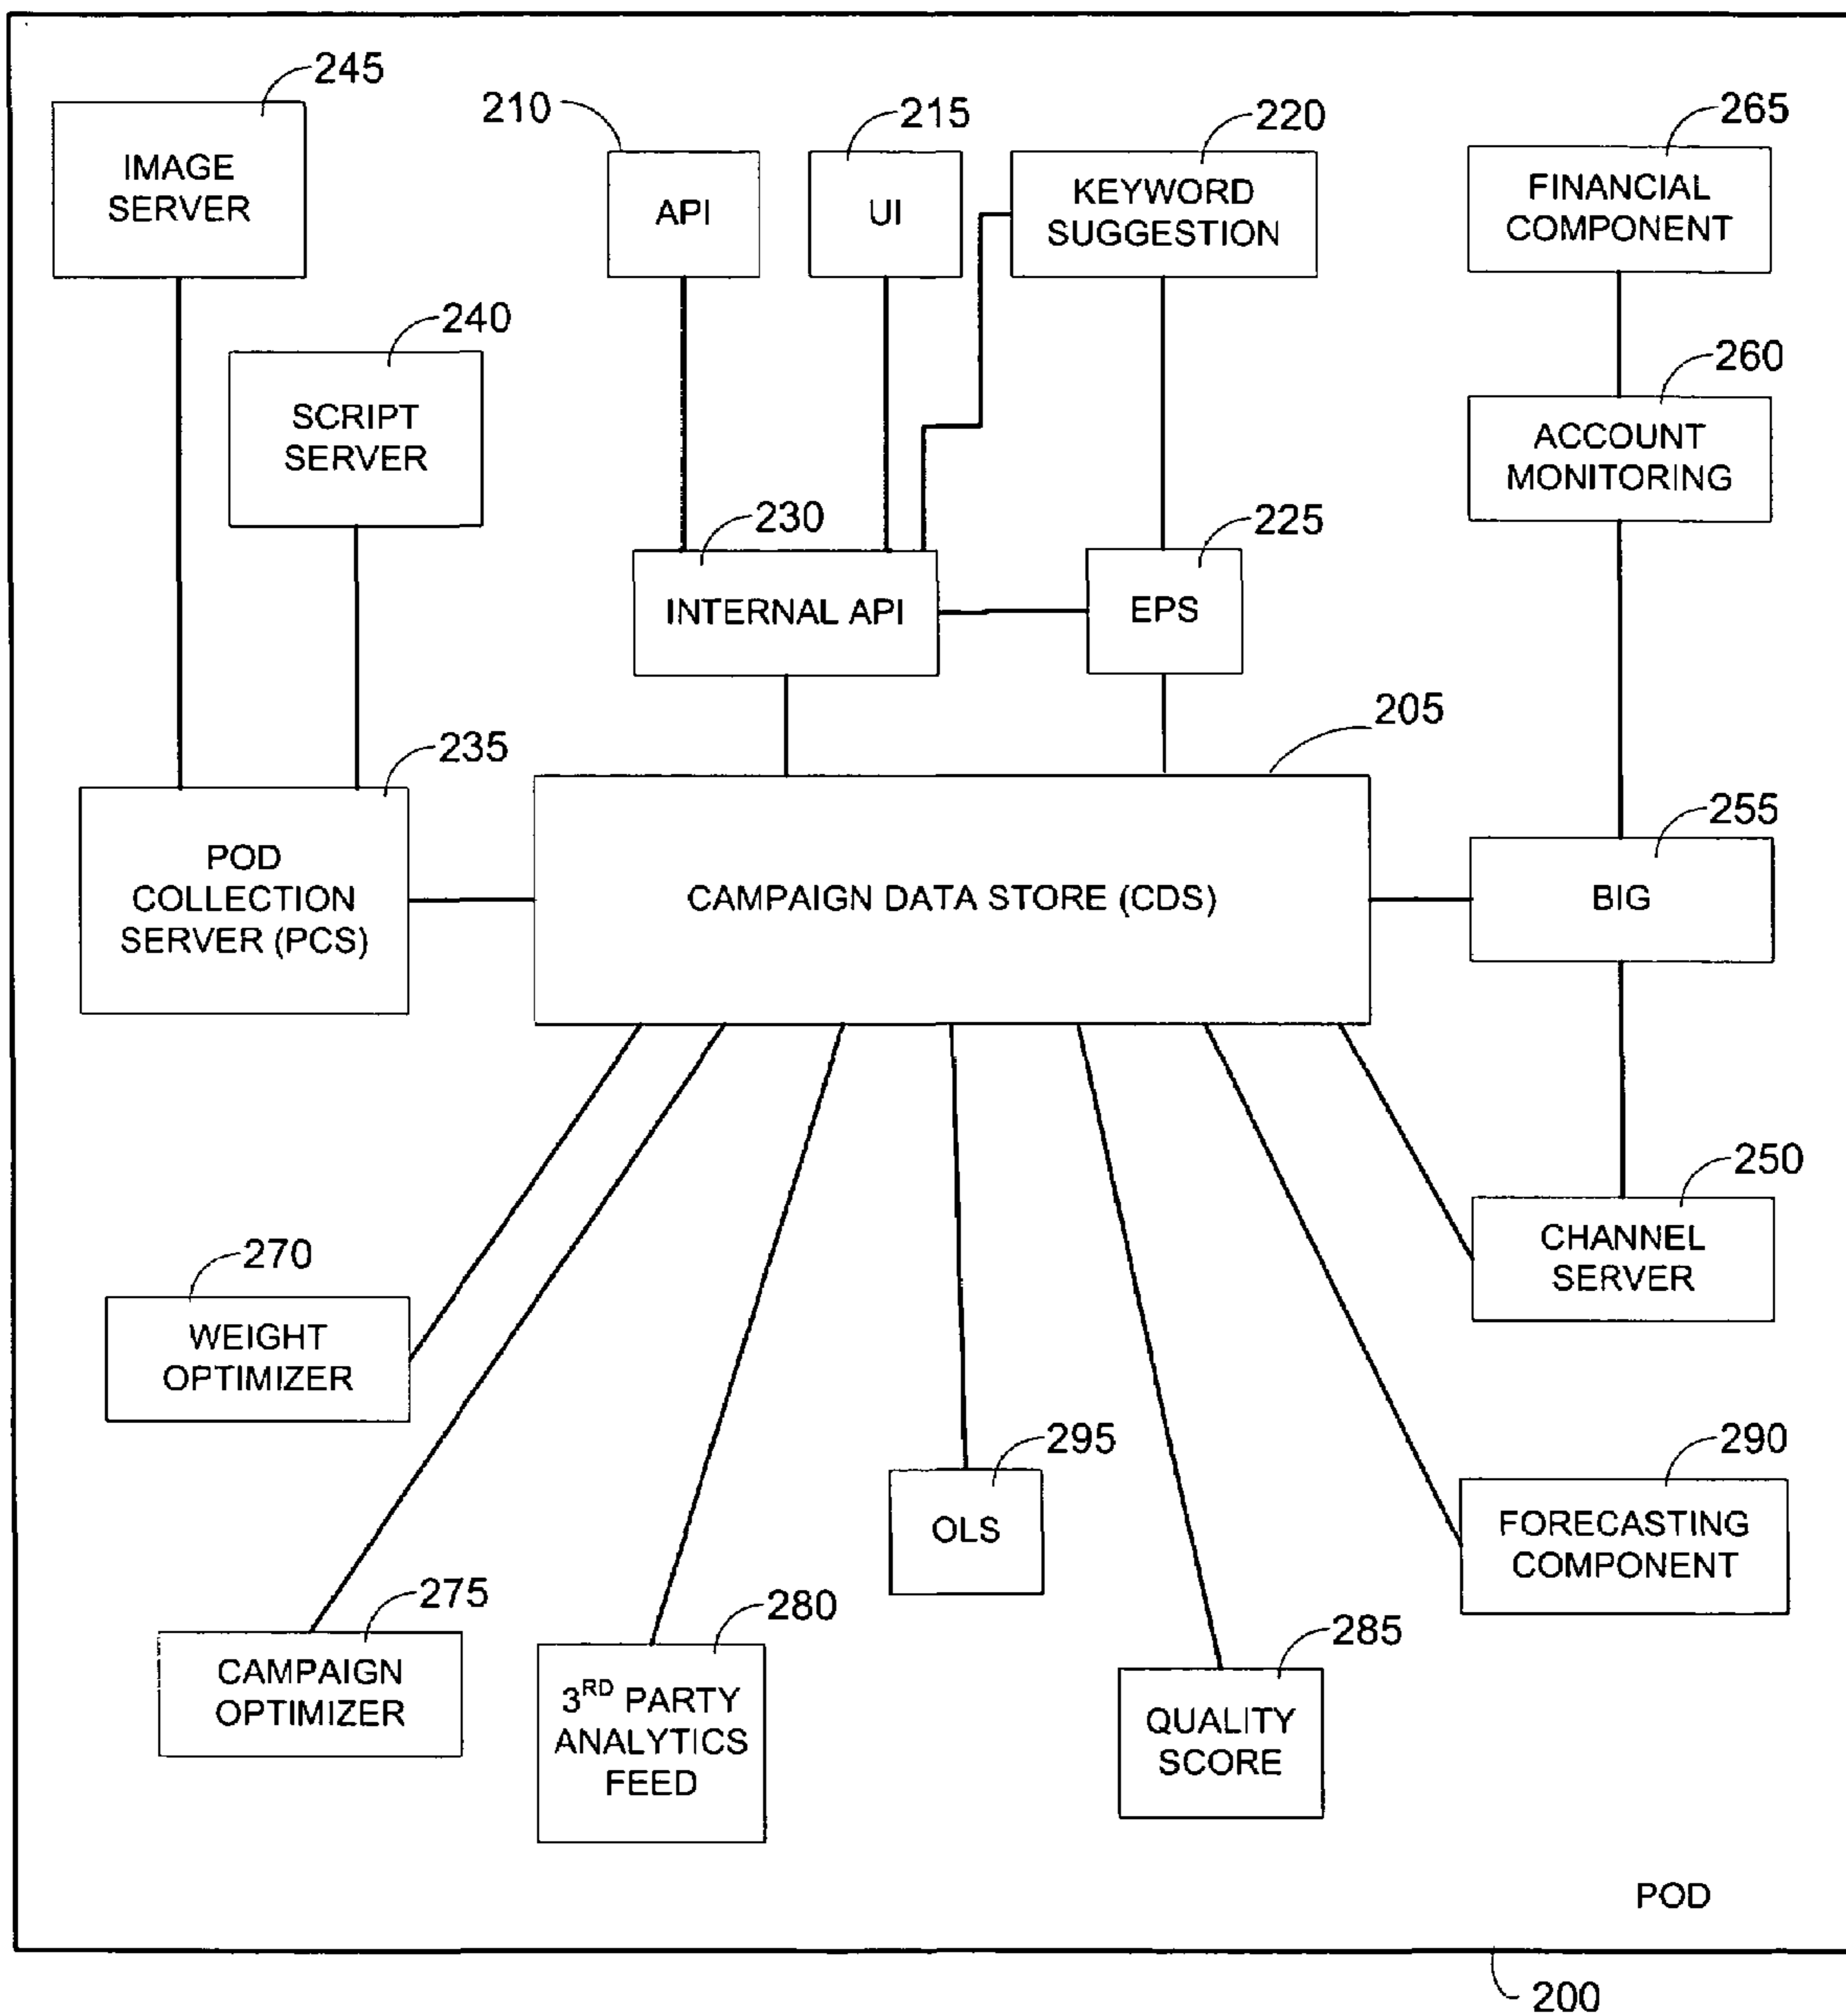 245
IMAGE
SERVER
210
API
215
UI
220
KEYWORD
SUGGESTION
265
FINANCIAL
COMPONENT
240
SCRIPT
SERVER
260
ACCOUNT
MONITORING
230
INTERNAL API
225
EPS
235
POD
COLLECTION
SERVER (PCS)
205
CAMPAIGN DATA STORE (CDS)
255
BIG
250
CHANNEL
SERVER
270
WEIGHT
OPTIMIZER
295
OLS
290
FORECASTING
COMPONENT
275
CAMPAIGN
OPTIMIZER
280
3RD PARTY
ANALYTICS
FEED
285
QUALITY
SCORE
POD
200